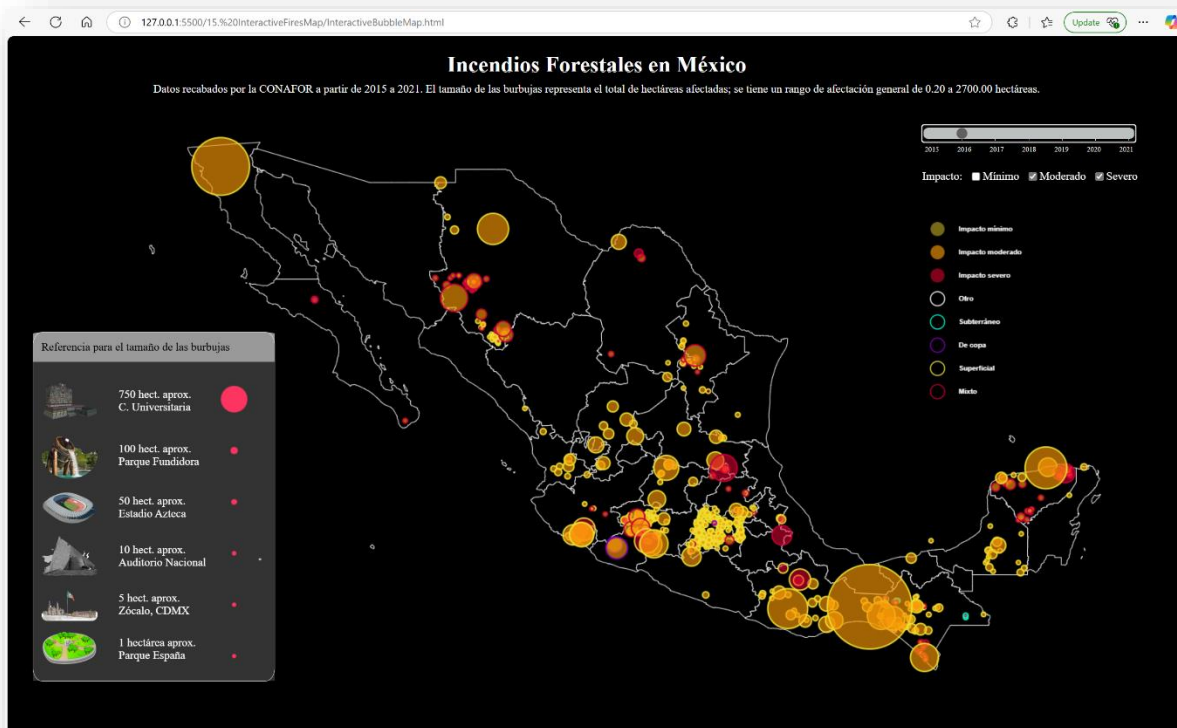 127.0.0.1:5500/15.%20InteractiveFiresMap/InteractiveBubbleMap.html
Update
Incendios Forestales en México
Datos recabados por la CONAFOR a partir de 2015 a 2021. El tamaño de las burbujas representa el total de hectáreas afectadas; se tiene un rango de afectación general de 0.20 a 2700.00 hectáreas.
2015 2016 2017 2018 2019 2020 2021
Impacto: Mínimo Moderado Severo
Impacto mínimo
Impacto moderado
Impacto severo
Otro
Subterráneo
De copa
Superficial
Mixto
Referencia para el tamaño de las burbujas
750 hect. aprox.
C. Universitaria
100 hect. aprox.
Parque Fundidora
50 hect. aprox.
Estadio Azteca
10 hect. aprox.
Auditorio Nacional
5 hect. aprox.
Zócalo, CDMX
1 hectárea aprox.
Parque España